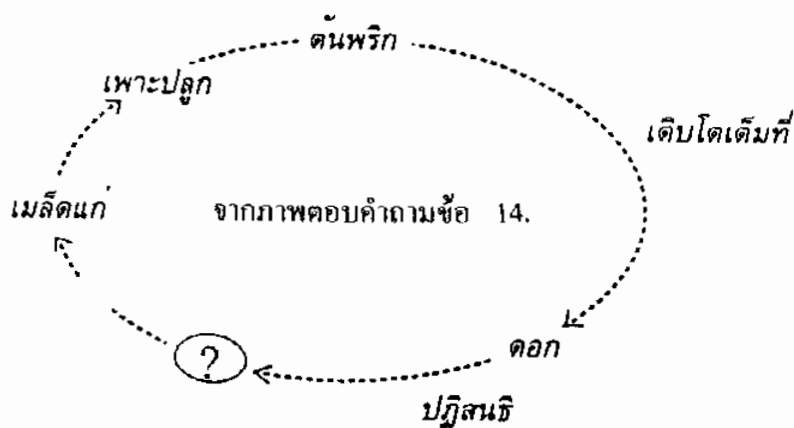 ต้นพริก
เพาะปลูก
เติบโตเต็มที่
เมล็ดแก่
จากภาพตอบคำถามข้อ 14.
ดอก
?
ปฏิสนธิ